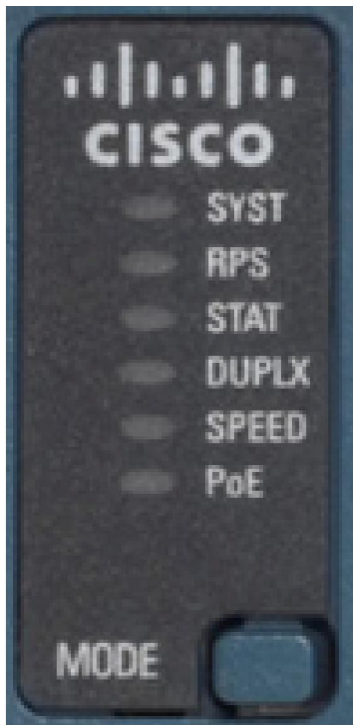 CISCO
SYST
RPS
STAT
DUPLX
SPEED
PoE
MODE